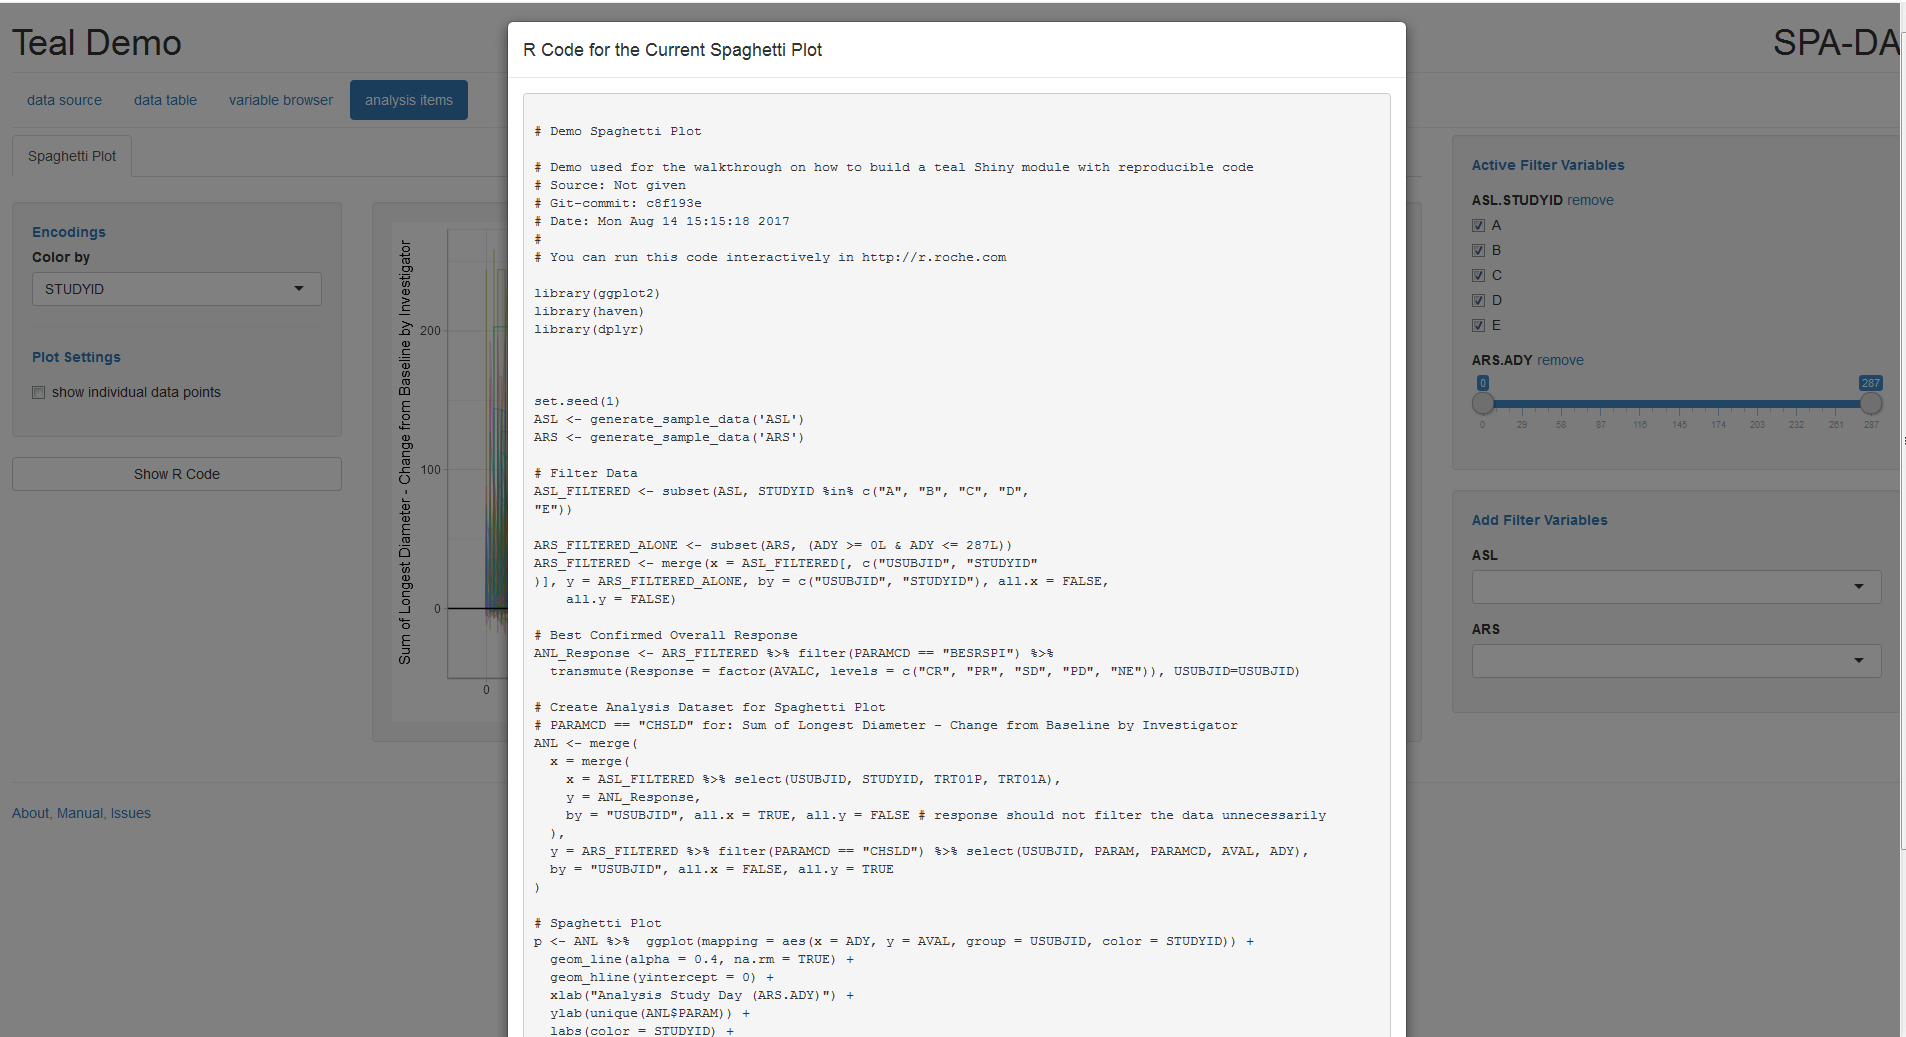 Teal Demo
SPA-DA
data source
data table
variable browser
analysis items
Spaghetti Plot
Encodings
Color by
STUDYID
Plot Settings
show individual data points
Show R Code
Sum of Longest Diameter - Change from Baseline by Investigator
200
100
0
0
R Code for the Current Spaghetti Plot
# Demo Spaghetti Plot
# Demo used for the walkthrough on how to build a teal Shiny module with reproducible code
# Source: Not given
# Git-commit: c8f193e
# Date: Mon Aug 14 15:15:18 2017
#
# You can run this code interactively in http://r.roche.com
library(ggplot2)
library(haven)
library(dplyr)
set.seed(1)
ASL <- generate_sample_data('ASL')
ARS <- generate_sample_data('ARS')
# Filter Data
ASL_FILTERED <- subset(ASL, STUDYID %in% c("A", "B", "C", "D",
"E"))
ARS_FILTERED_ALONE <- subset(ARS, (ADY >= 0L & ADY <= 287L))
ARS_FILTERED <- merge(x = ASL_FILTERED[, c("USUBJID", "STUDYID"
)], y = ARS_FILTERED_ALONE, by = c("USUBJID", "STUDYID"), all.x = FALSE,
    all.y = FALSE)
# Best Confirmed Overall Response
ANL_Response <- ARS_FILTERED %>% filter(PARAMCD == "BESRSPI") %>%
  transmute(Response = factor(AVALC, levels = c("CR", "PR", "SD", "PD", "NE")), USUBJID=USUBJID)
# Create Analysis Dataset for Spaghetti Plot
# PARAMCD == "CHSLD" for: Sum of Longest Diameter - Change from Baseline by Investigator
ANL <- merge(
  x = merge(
    x = ASL_FILTERED %>% select(USUBJID, STUDYID, TRT01P, TRT01A),
    y = ANL_Response,
    by = "USUBJID", all.x = TRUE, all.y = FALSE # response should not filter the data unnecessarily
  ),
  y = ARS_FILTERED %>% filter(PARAMCD == "CHSLD") %>% select(USUBJID, PARAM, PARAMCD, AVAL, ADY),
  by = "USUBJID", all.x = FALSE, all.y = TRUE
)
# Spaghetti Plot
p <- ANL %>%  ggplot(mapping = aes(x = ADY, y = AVAL, group = USUBJID, color = STUDYID)) +
  geom_line(alpha = 0.4, na.rm = TRUE) +
  geom_hline(yintercept = 0) +
  xlab("Analysis Study Day (ARS.ADY)") +
  ylab(unique(ANL$PARAM)) +
  labs(color = STUDYID) +
Active Filter Variables
ASL.STUDYID remove
A
B
C
D
E
ARS.ADY remove
0 287
0 29 58 87 116 145 174 203 232 261 287
Add Filter Variables
ASL
ARS
About, Manual, Issues